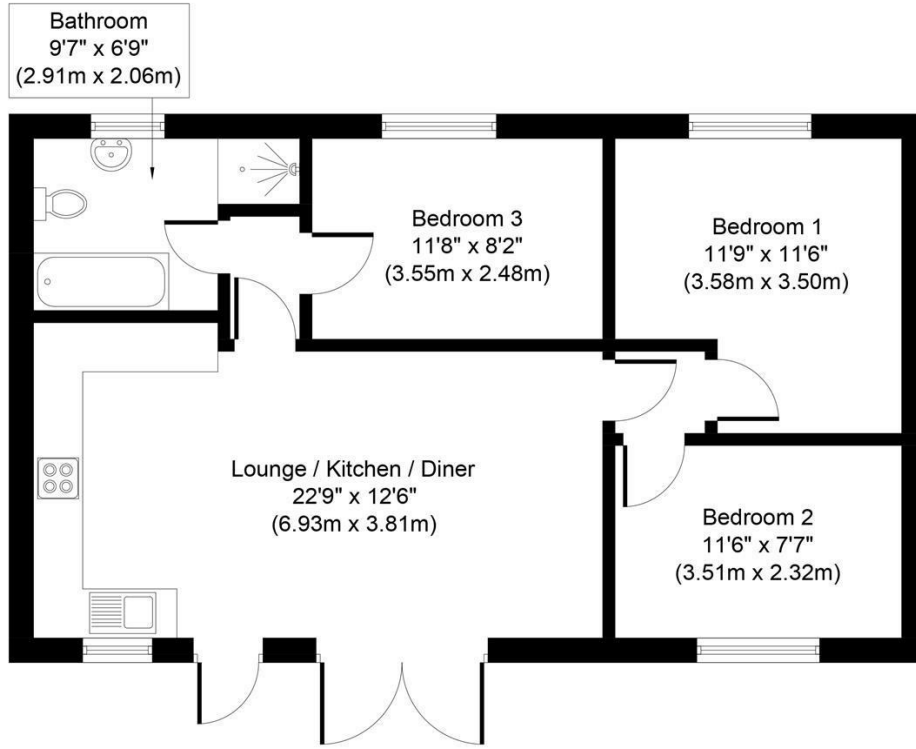 Bathroom
9'7" x 6'9"
(2.91m x 2.06m)
Bedroom 3
11'8" x 8'2"
(3.55m x 2.48m)
Bedroom 1
11'9" x 11'6"
(3.58m x 3.50m)
Lounge / Kitchen / Diner
22'9" x 12'6"
(6.93m x 3.81m)
Bedroom 2
11'6" x 7'7"
(3.51m x 2.32m)